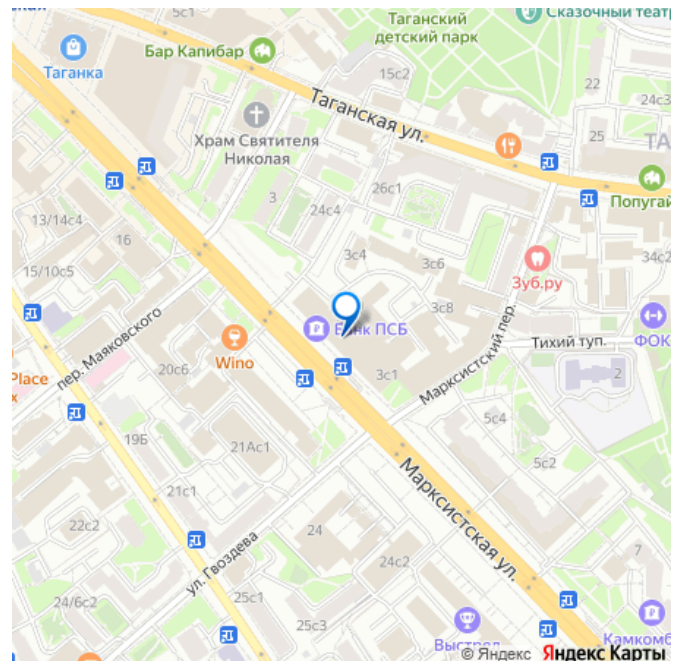 5с1
Сказочный теат
Таганский
детский парк
Бар Капибар
Таганка
15с2
22
24с3
Таганская ул.
25
ТА
Храм Святителя
Николая
3
24с4
26с1
Попугай
13/14с4
16
3с4
3с6
34с2
15/10с5
Зуб.ру
3с8
пер. Маяковского
Банк ПСБ
Марксистский пер.
Тихий туп.
ФОК
Wino
Place
20с6
3с1
2
19Б
5с4
21Ас1
5с2
Марксистская ул.
21с1
22с2
24
ул. Гвоздева
24с2
7
24/6с2
25с1
25с3
Выстрел
Камкомб
© Яндекс Яндекс Карты